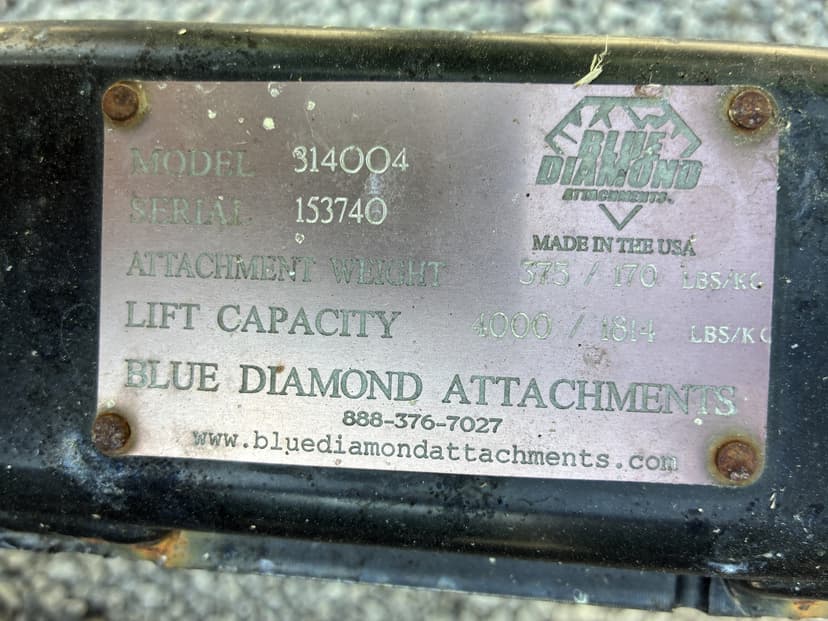 BLUE
DIAMOND
ATTACHMENTS.
MADE IN THE USA
MODEL 314004
SERIAL 153740
ATTACHMENT WEIGHT 375 / 170 LBS/KG
LIFT CAPACITY 4000 / 1814 LBS/KG
BLUE DIAMOND ATTACHMENTS
888-376-7027
www.bluediamondattachments.com